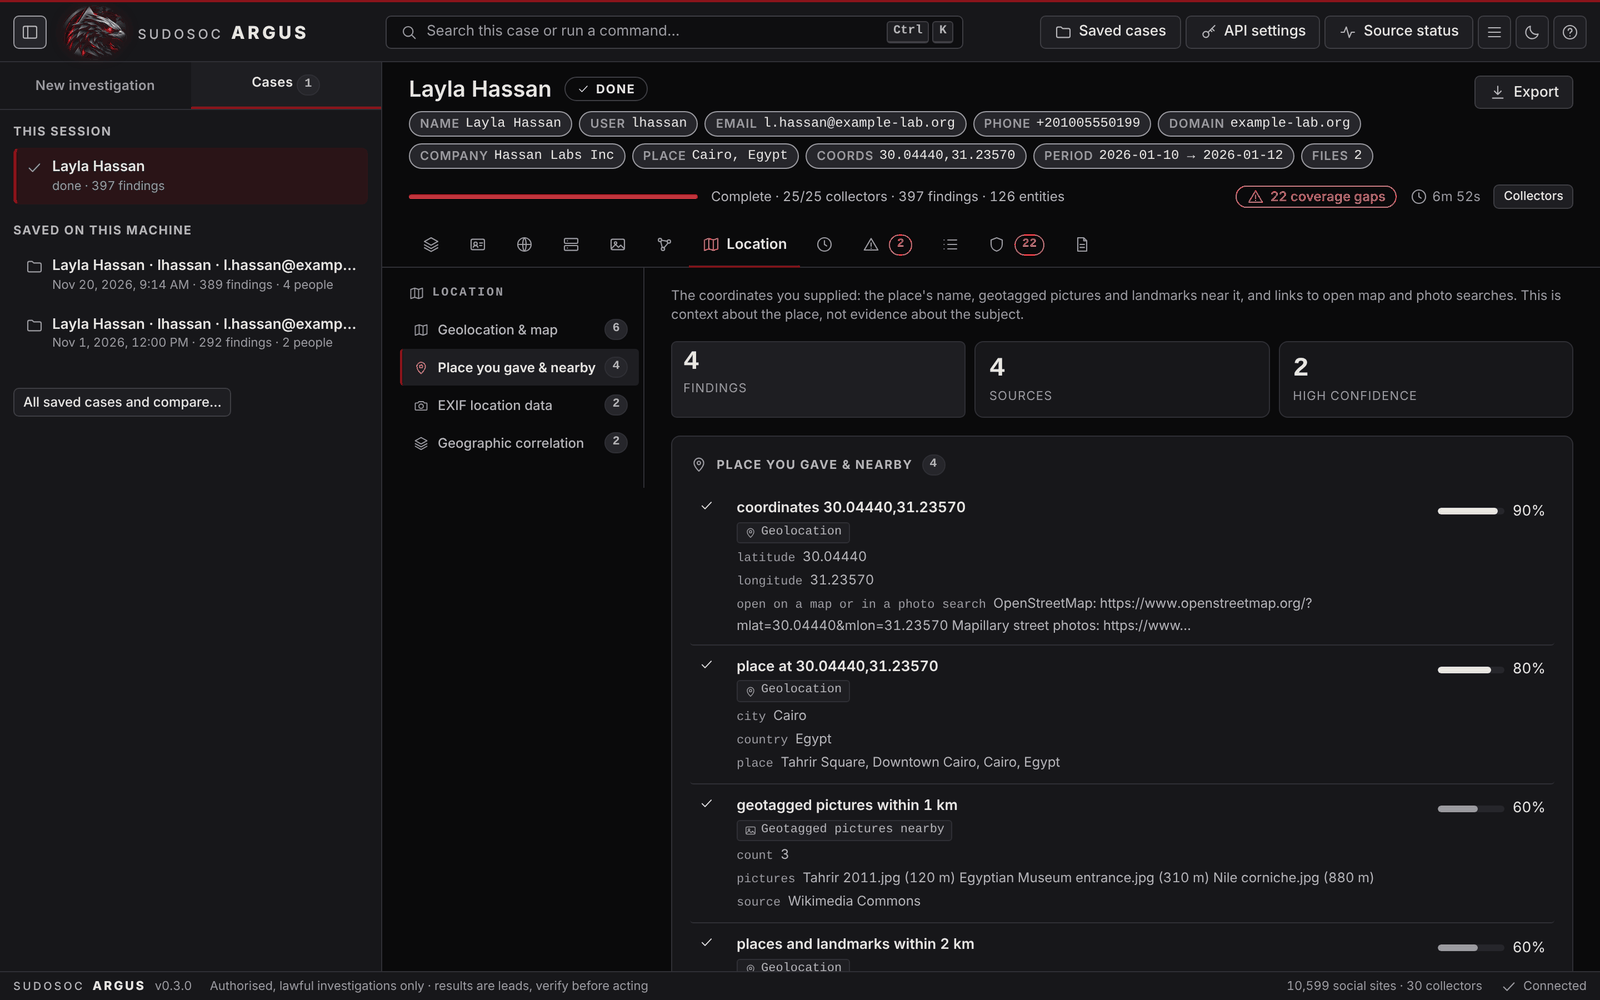 SUDOSOC ARGUS
Search this case or run a command...
Ctrl K
Saved cases
API settings
Source status
New investigation
Cases 1
THIS SESSION
Layla Hassan
done · 397 findings
SAVED ON THIS MACHINE
Layla Hassan · lhassan · l.hassan@examp...
Nov 20, 2026, 9:14 AM · 389 findings · 4 people
Layla Hassan · lhassan · l.hassan@examp...
Nov 1, 2026, 12:00 PM · 292 findings · 2 people
All saved cases and compare...
Layla Hassan
DONE
Export
NAME Layla Hassan
USER lhassan
EMAIL l.hassan@example-lab.org
PHONE +201005550199
DOMAIN example-lab.org
COMPANY Hassan Labs Inc
PLACE Cairo, Egypt
COORDS 30.04440,31.23570
PERIOD 2026-01-10 → 2026-01-12
FILES 2
Complete · 25/25 collectors · 397 findings · 126 entities
22 coverage gaps
6m 52s
Collectors
Location
2
22
LOCATION
Geolocation & map 6
Place you gave & nearby 4
EXIF location data 2
Geographic correlation 2
The coordinates you supplied: the place's name, geotagged pictures and landmarks near it, and links to open map and photo searches. This is
context about the place, not evidence about the subject.
4
FINDINGS
4
SOURCES
2
HIGH CONFIDENCE
PLACE YOU GAVE & NEARBY 4
coordinates 30.04440,31.23570
90%
Geolocation
latitude 30.04440
longitude 31.23570
open on a map or in a photo search OpenStreetMap: https://www.openstreetmap.org/?
mlat=30.04440&mlon=31.23570 Mapillary street photos: https://www...
place at 30.04440,31.23570
80%
Geolocation
city Cairo
country Egypt
place Tahrir Square, Downtown Cairo, Cairo, Egypt
geotagged pictures within 1 km
60%
Geotagged pictures nearby
count 3
pictures Tahrir 2011.jpg (120 m) Egyptian Museum entrance.jpg (310 m) Nile corniche.jpg (880 m)
source Wikimedia Commons
places and landmarks within 2 km
60%
Geolocation
SUDOSOC ARGUS v0.3.0
Authorised, lawful investigations only · results are leads, verify before acting
10,599 social sites · 30 collectors
Connected